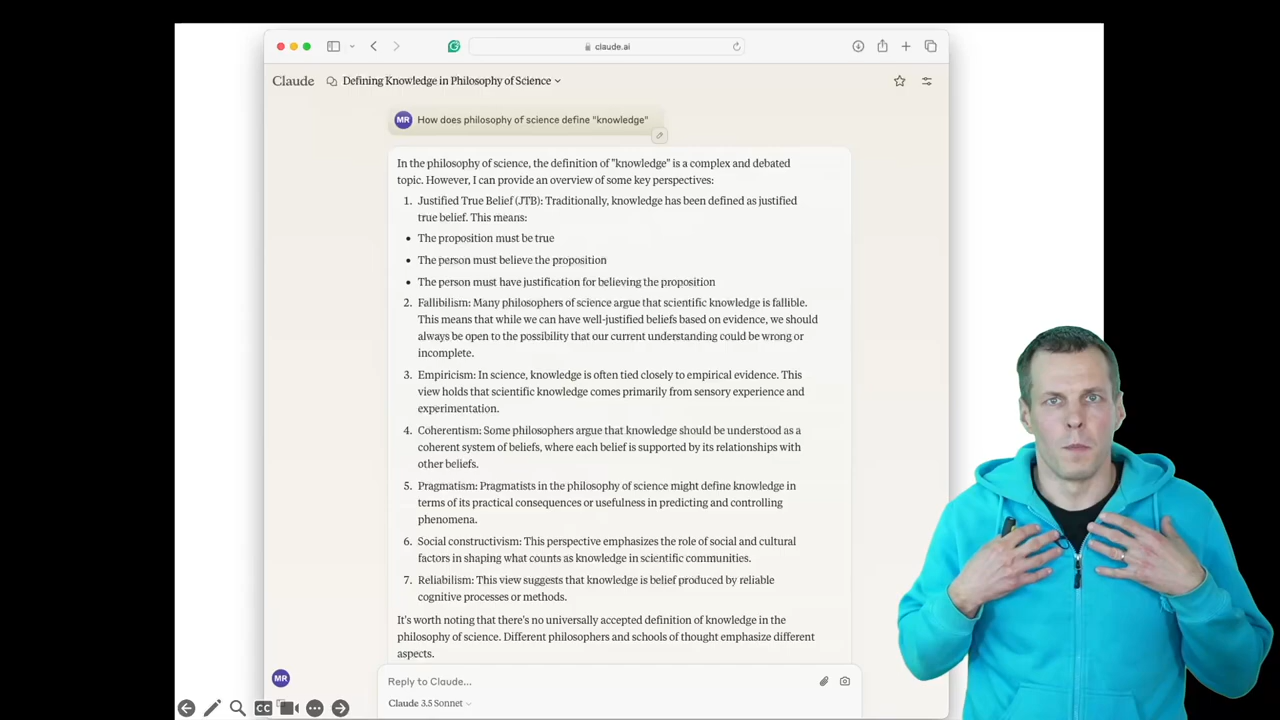 claude.ai
Claude
Defining Knowledge in Philosophy of Science
MR
How does philosophy of science define "knowledge"
In the philosophy of science, the definition of "knowledge" is a complex and debated
topic. However, I can provide an overview of some key perspectives:
1. Justified True Belief (JTB): Traditionally, knowledge has been defined as justified
true belief. This means:
• The proposition must be true
• The person must believe the proposition
• The person must have justification for believing the proposition
2. Fallibilism: Many philosophers of science argue that scientific knowledge is fallible.
This means that while we can have well-justified beliefs based on evidence, we should
always be open to the possibility that our current understanding could be wrong or
incomplete.
3. Empiricism: In science, knowledge is often tied closely to empirical evidence. This
view holds that scientific knowledge comes primarily from sensory experience and
experimentation.
4. Coherentism: Some philosophers argue that knowledge should be understood as a
coherent system of beliefs, where each belief is supported by its relationships with
other beliefs.
5. Pragmatism: Pragmatists in the philosophy of science might define knowledge in
terms of its practical consequences or usefulness in predicting and controlling
phenomena.
6. Social constructivism: This perspective emphasizes the role of social and cultural
factors in shaping what counts as knowledge in scientific communities.
7. Reliabilism: This view suggests that knowledge is belief produced by reliable
cognitive processes or methods.
It's worth noting that there's no universally accepted definition of knowledge in the
philosophy of science. Different philosophers and schools of thought emphasize different
aspects.
MR
Reply to Claude...
Claude 3.5 Sonnet
CC